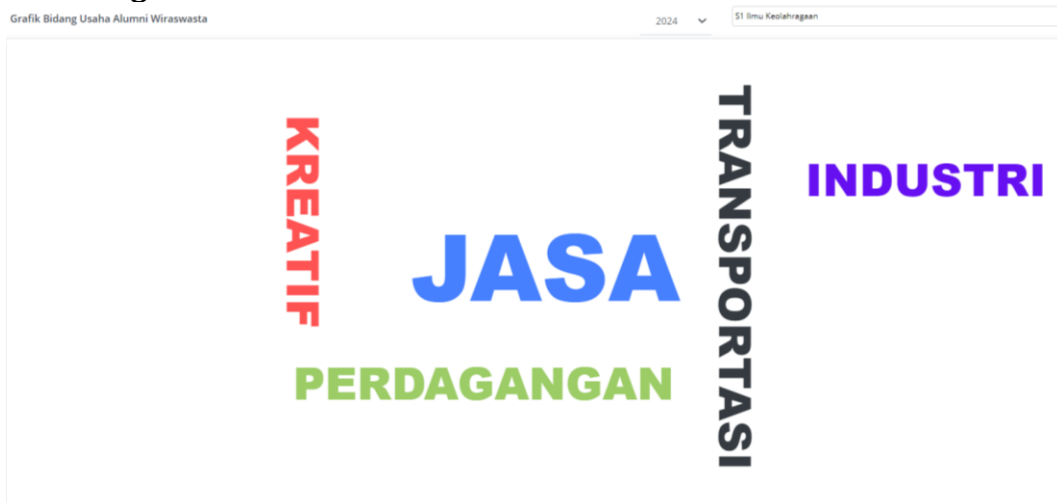 Grafik Bidang Usaha Alumni Wiraswasta
2024
S1 Ilmu Keolahragaan
KREATIF
JASA
PERDAGANGAN
TRANSPORTASI
INDUSTRI